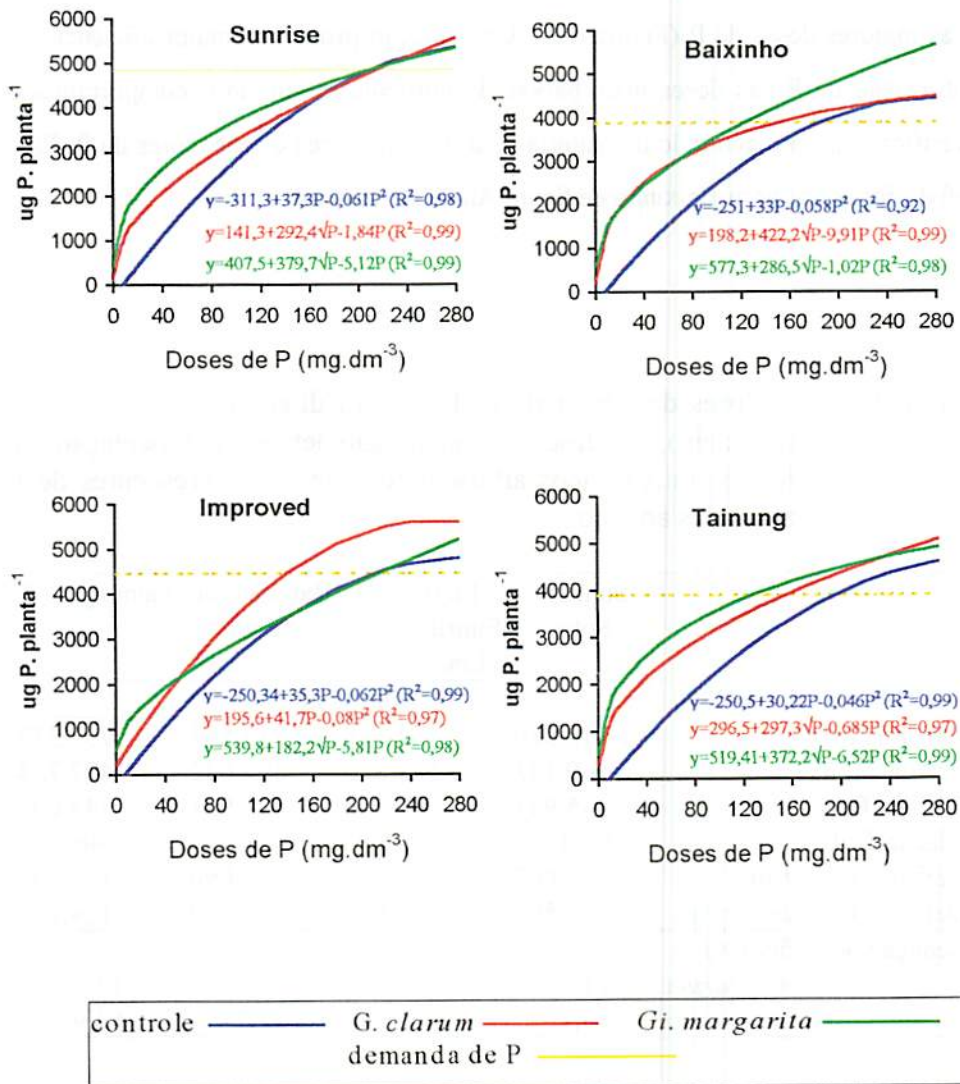 Sunrise
6000
5000
4000
3000
2000
1000
0
ug P. planta⁻¹
y=-311,3+37,3P-0,061P² (R²=0,98)
y=141,3+292,4√P-1,84P (R²=0,99)
y=407,5+379,7√P-5,12P (R²=0,99)
0 40 80 120 160 200 240 280
Doses de P (mg.dm⁻³)
Baixinho
6000
5000
4000
3000
2000
1000
0
ug P. planta⁻¹
y=-251+33P-0,058P² (R²=0,92)
y=198,2+422,2√P-9,91P (R²=0,99)
y=577,3+286,5√P-1,02P (R²=0,98)
0 40 80 120 160 200 240 280
Doses de P (mg.dm⁻³)
Improved
6000
5000
4000
3000
2000
1000
0
ug P. planta⁻¹
y=-250,34+35,3P-0,062P² (R²=0,99)
y=195,6+41,7P-0,08P² (R²=0,97)
y=539,8+182,2√P-5,81P (R²=0,98)
0 40 80 120 160 200 240 280
Doses de P (mg.dm⁻³)
Tainung
6000
5000
4000
3000
2000
1000
0
ug P. planta⁻¹
y=-250,5+30,22P-0,046P² (R²=0,99)
y=296,5+297,3√P-0,685P (R²=0,97)
y=519,41+372,2√P-6,52P (R²=0,99)
0 40 80 120 160 200 240 280
Doses de P (mg.dm⁻³)
controle G. clarum Gi. margarita
demanda de P